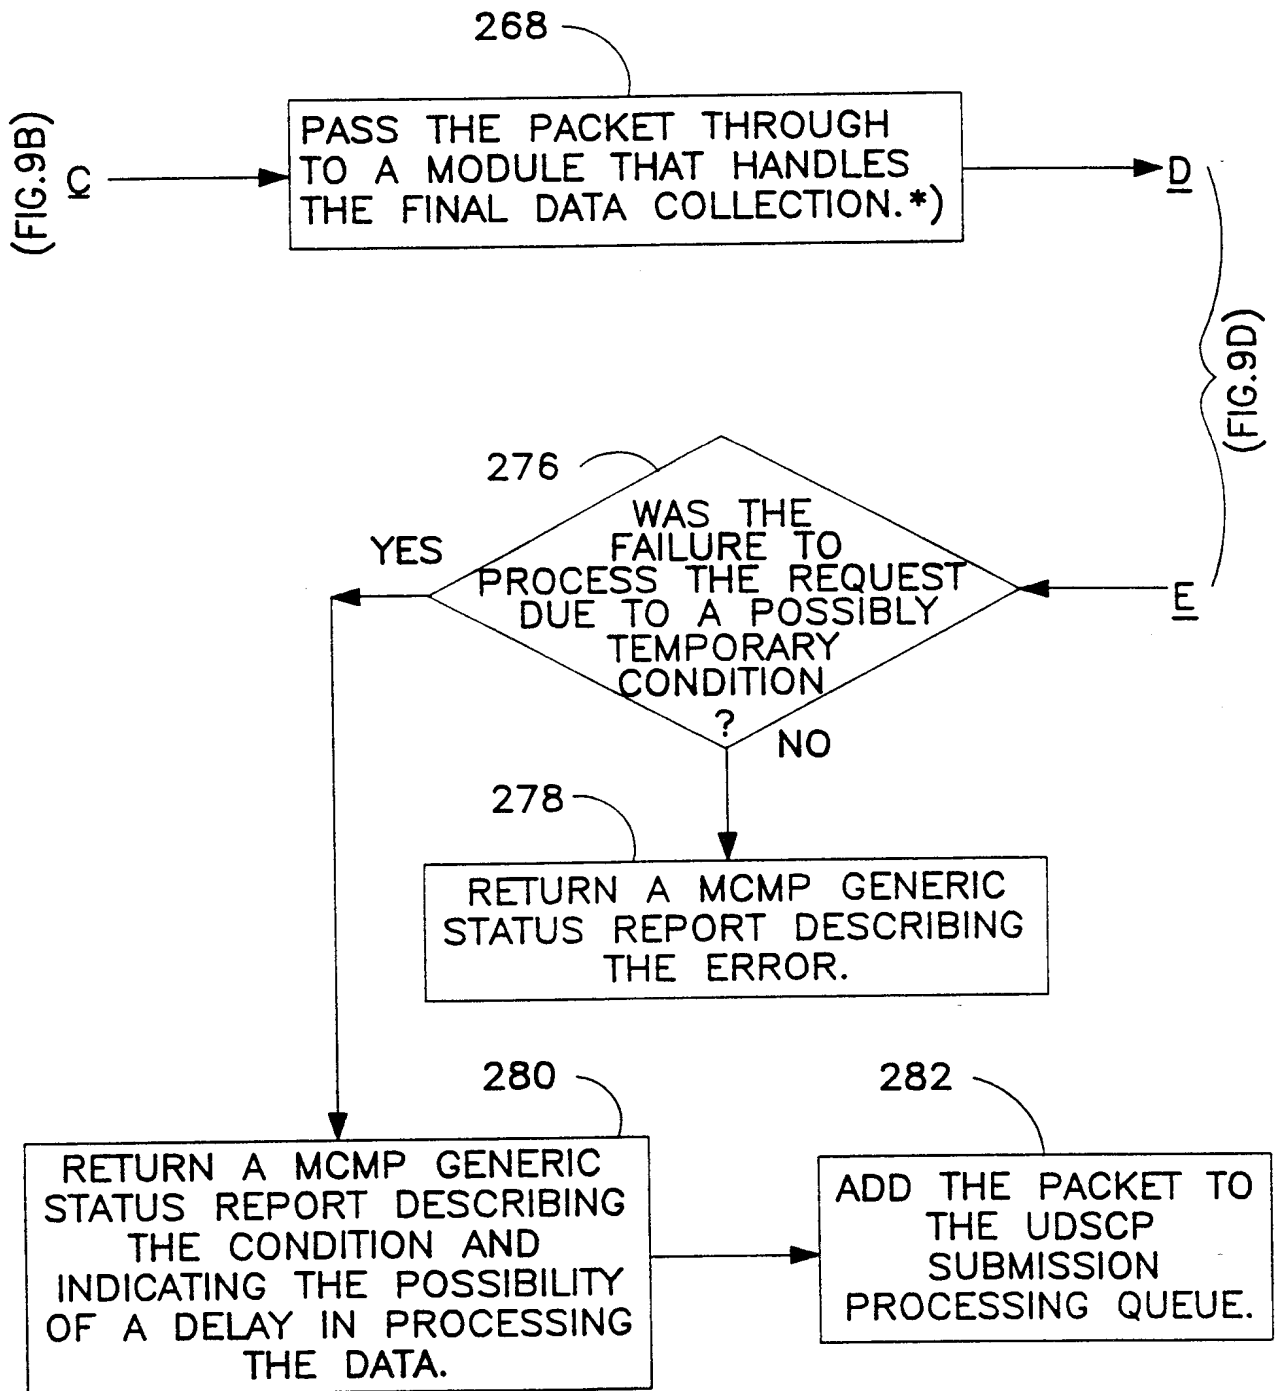 268
(FIG.9B)
C
PASS THE PACKET THROUGH
TO A MODULE THAT HANDLES
THE FINAL DATA COLLECTION.*)
D
(FIG.9D)
276
YES
WAS THE
FAILURE TO
PROCESS THE REQUEST
DUE TO A POSSIBLY
TEMPORARY
CONDITION
?
E
NO
278
RETURN A MCMP GENERIC
STATUS REPORT DESCRIBING
THE ERROR.
280
RETURN A MCMP GENERIC
STATUS REPORT DESCRIBING
THE CONDITION AND
INDICATING THE POSSIBILITY
OF A DELAY IN PROCESSING
THE DATA.
282
ADD THE PACKET TO
THE UDSCP
SUBMISSION
PROCESSING QUEUE.